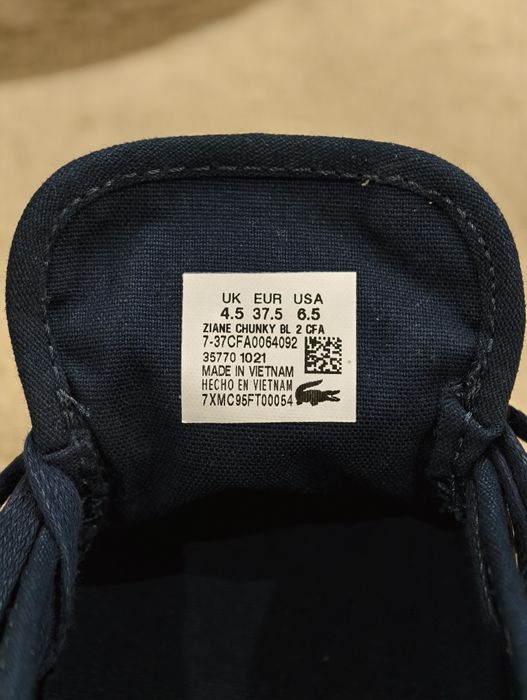 UK EUR USA
4.5 37.5 6.5
ZIANE CHUNKY BL 2 CFA
7-37CFA0064092
35770 1021
MADE IN VIETNAM
HECHO EN VIETNAM
7XMC95FT00054